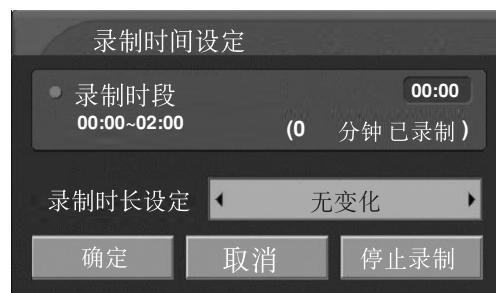 录制时间设定
录制时段 00:00
00:00~02:00 (0 分钟 已录制)
录制时长设定 无变化
确定 取消 停止录制